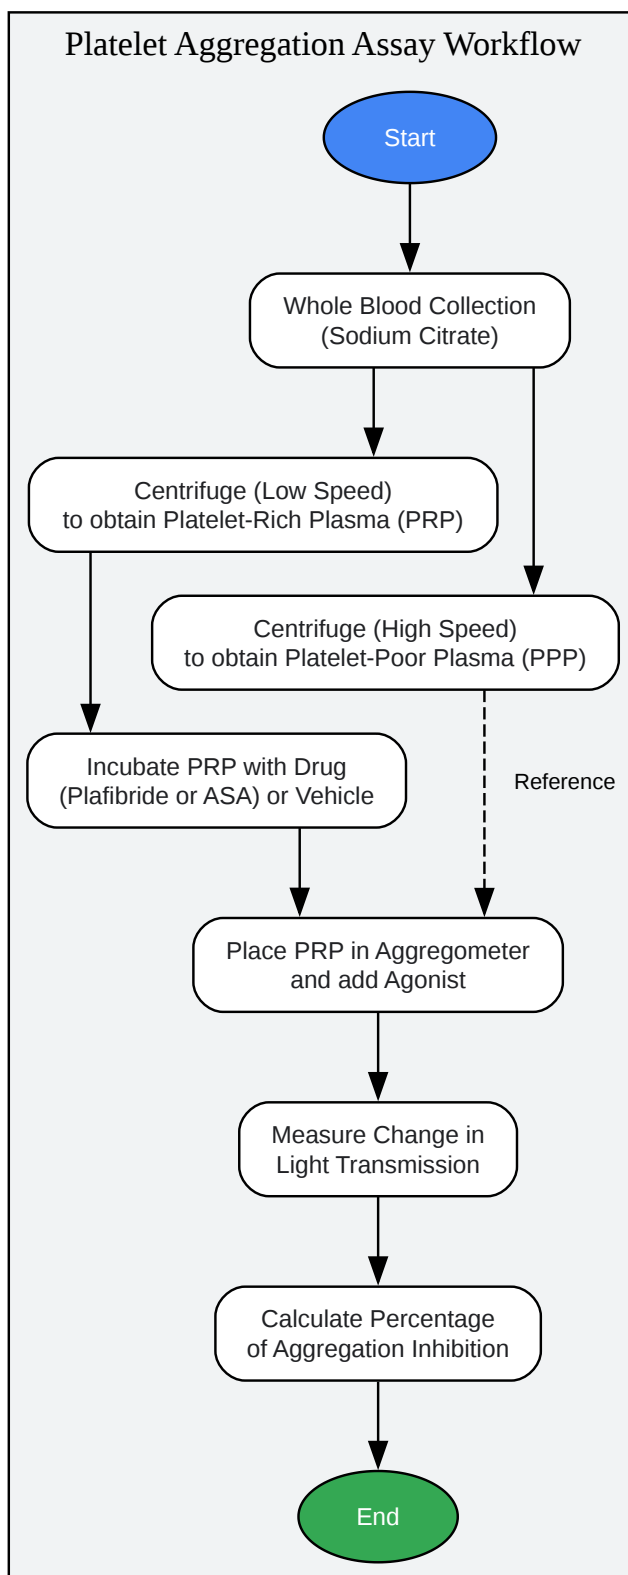 Platelet Aggregation Assay Workflow
Start
Whole Blood Collection
(Sodium Citrate)
Centrifuge (Low Speed)
to obtain Platelet-Rich Plasma (PRP)
Centrifuge (High Speed)
to obtain Platelet-Poor Plasma (PPP)
Incubate PRP with Drug
(Plafibride or ASA) or Vehicle
Reference
Place PRP in Aggregometer
and add Agonist
Measure Change in
Light Transmission
Calculate Percentage
of Aggregation Inhibition
End